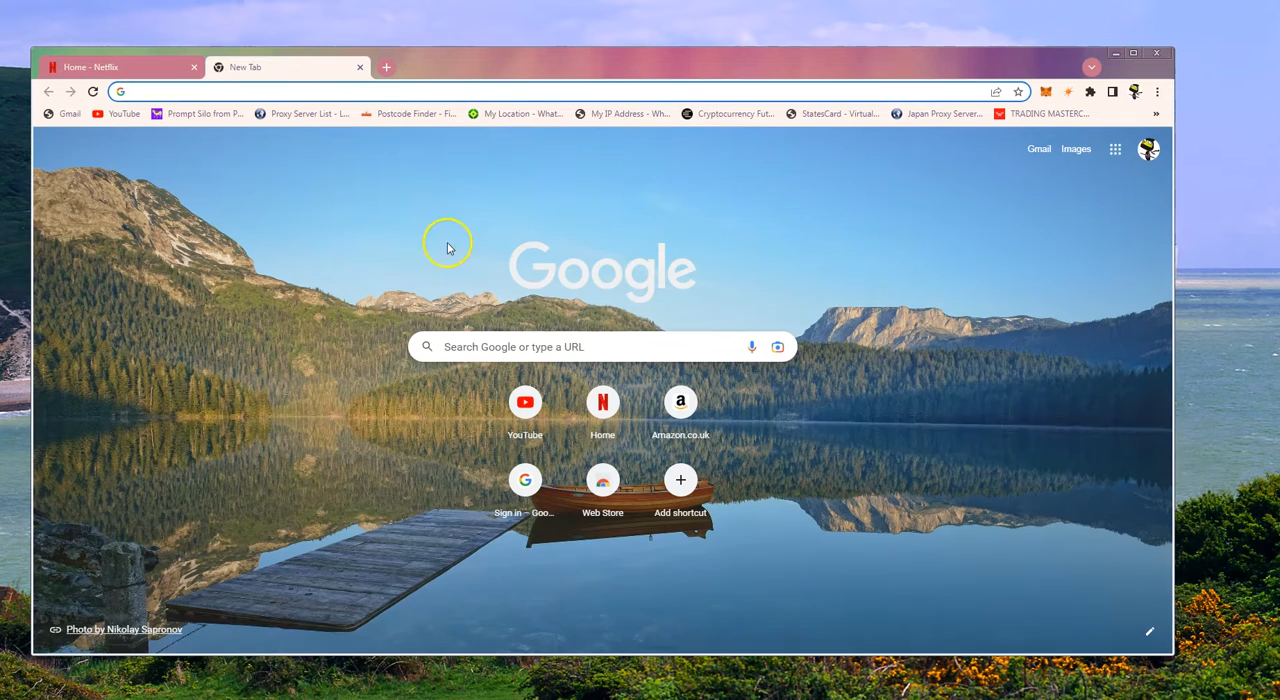 Home - Netflix
New Tab
Gmail
YouTube
Prompt Silo from P...
Proxy Server List - L...
Postcode Finder - Fi...
My Location - What...
My IP Address - Wh...
Cryptocurrency Fut...
StatesCard - Virtual...
Japan Proxy Server...
TRADING MASTERC...
Gmail
Images
Google
Search Google or type a URL
YouTube
Home
Amazon.co.uk
Sign in – Goo...
Web Store
Add shortcut
Photo by Nikolay Sapronov